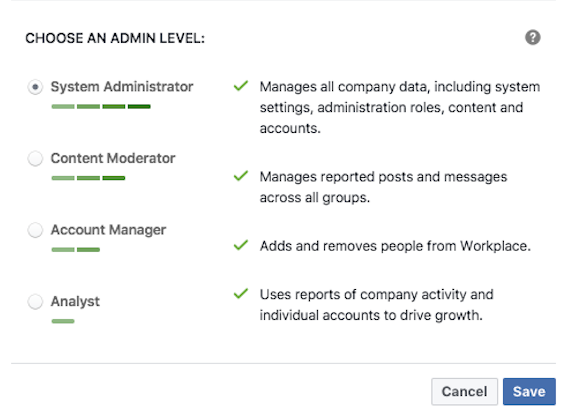 CHOOSE AN ADMIN LEVEL:
?
System Administrator
Manages all company data, including system
settings, administration roles, content and
accounts.
Content Moderator
Manages reported posts and messages
across all groups.
Account Manager
Adds and removes people from Workplace.
Analyst
Uses reports of company activity and
individual accounts to drive growth.
Cancel
Save